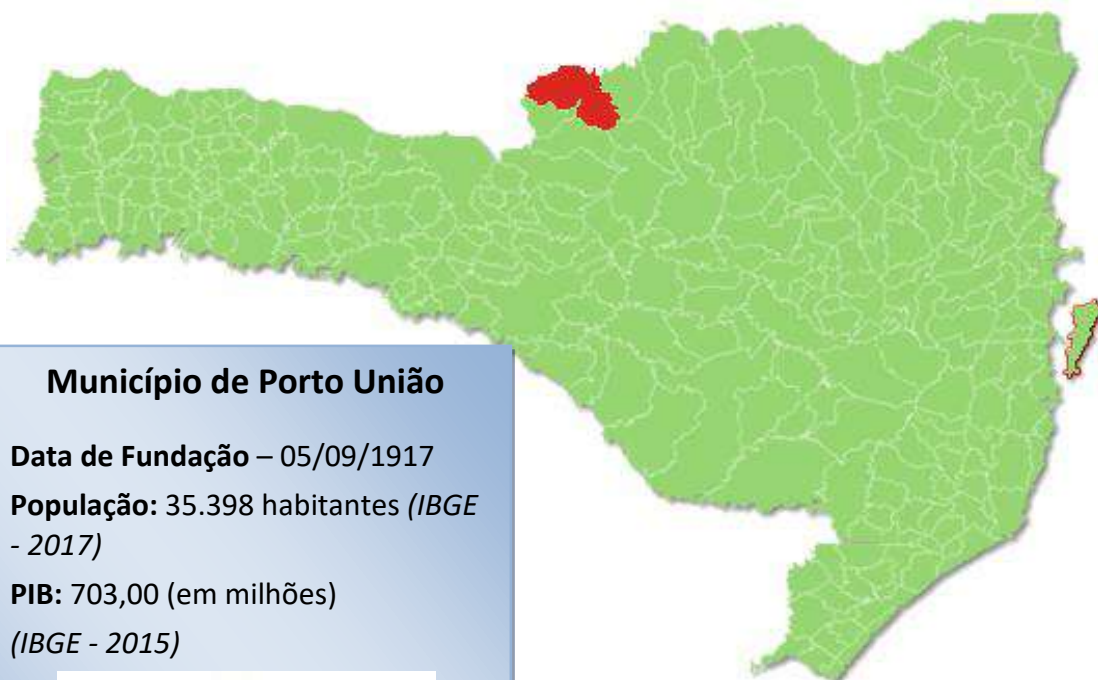 Município de Porto União
Data de Fundação – 05/09/1917
População: 35.398 habitantes (IBGE
- 2017)
PIB: 703,00 (em milhões)
(IBGE - 2015)